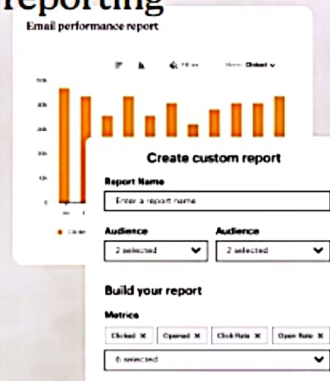 reporting
Email performance report
Clicked
Create custom report
Report Name
Enter a report name
Audience Audience
2 selected 2 selected
Build your report
Metrics
Clicked × Opened × Click Rate × Open Rate ×
6 selected